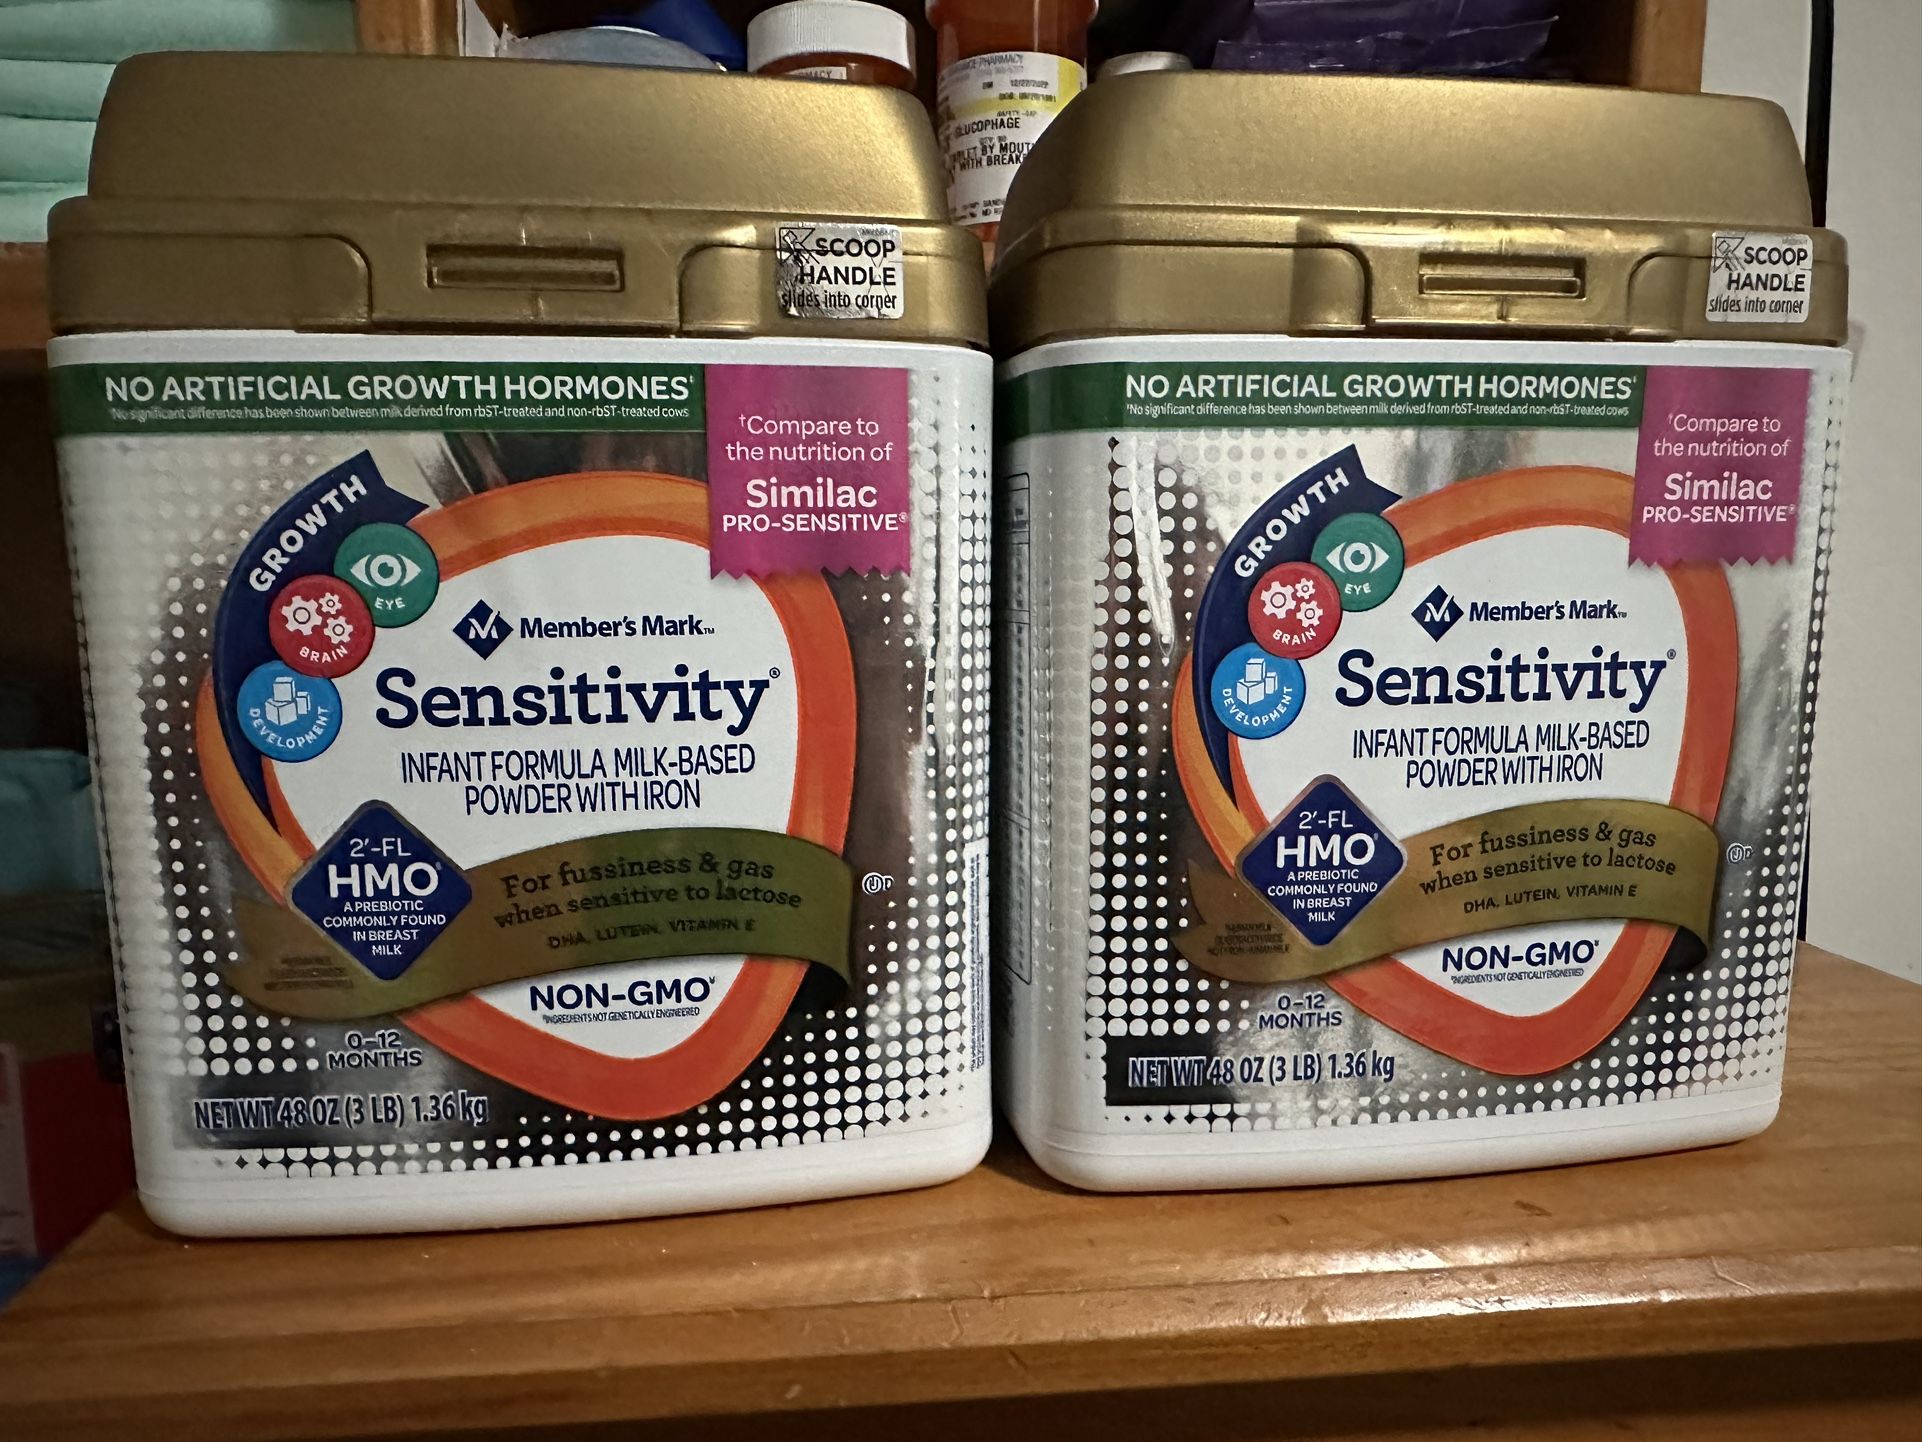 GLUCOPHAGE
BY MOUT
WITH BREAK
SCOOP
HANDLE
slides into corner
NO ARTIFICIAL GROWTH HORMONES
No significant difference has been shown between milk derived from rbST-treated and non-rbST-treated cows
†Compare to
the nutrition of
Similac
PRO-SENSITIVE®
GROWTH
EYE
BRAIN
DEVELOPMENT
Member's Mark™
Sensitivity®
INFANT FORMULA MILK-BASED
POWDER WITH IRON
2'-FL
HMO
A PREBIOTIC
COMMONLY FOUND
IN BREAST
MILK
For fussiness & gas
when sensitive to lactose
DHA, LUTEIN, VITAMIN E
NON-GMO
INGREDIENTS NOT GENETICALLY ENGINEERED
0-12
MONTHS
NET WT 48 OZ (3 LB) 1.36 kg
SCOOP
HANDLE
slides into corner
NO ARTIFICIAL GROWTH HORMONES
No significant difference has been shown between milk derived from rbST-treated and non-rbST-treated cows
†Compare to
the nutrition of
Similac
PRO-SENSITIVE®
GROWTH
EYE
BRAIN
DEVELOPMENT
Member's Mark™
Sensitivity®
INFANT FORMULA MILK-BASED
POWDER WITH IRON
2'-FL
HMO
A PREBIOTIC
COMMONLY FOUND
IN BREAST
MILK
For fussiness & gas
when sensitive to lactose
DHA, LUTEIN, VITAMIN E
NON-GMO
INGREDIENTS NOT GENETICALLY ENGINEERED
0-12
MONTHS
NET WT 48 OZ (3 LB) 1.36 kg